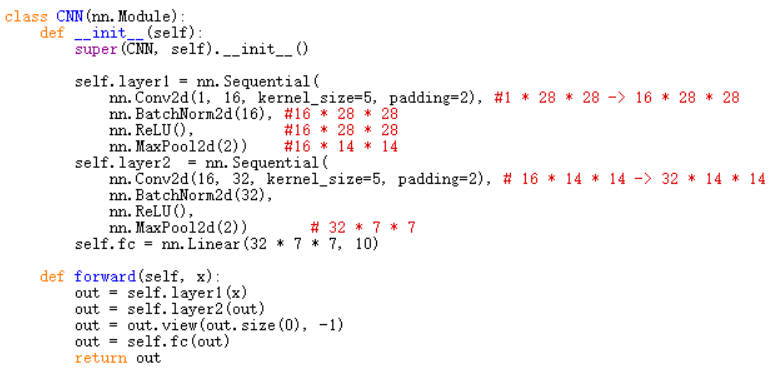 class CNN(nn.Module):
    def __init__(self):
        super(CNN, self).__init__()

        self.layer1 = nn.Sequential(
            nn.Conv2d(1, 16, kernel_size=5, padding=2), #1 * 28 * 28 -> 16 * 28 * 28
            nn.BatchNorm2d(16), #16 * 28 * 28
            nn.ReLU(),          #16 * 28 * 28
            nn.MaxPool2d(2))    #16 * 14 * 14
        self.layer2  = nn.Sequential(
            nn.Conv2d(16, 32, kernel_size=5, padding=2), # 16 * 14 * 14 -> 32 * 14 * 14
            nn.BatchNorm2d(32),
            nn.ReLU(),
            nn.MaxPool2d(2))       # 32 * 7 * 7
        self.fc = nn.Linear(32 * 7 * 7, 10)

    def forward(self, x):
        out = self.layer1(x)
        out = self.layer2(out)
        out = out.view(out.size(0), -1)
        out = self.fc(out)
        return out